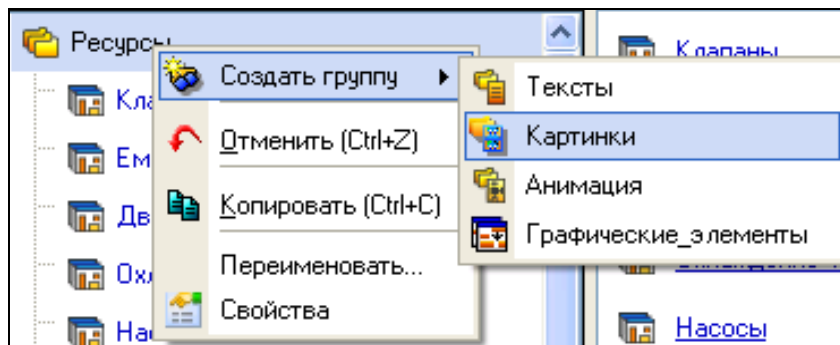 Ресурсы
Создать группу
Отменить (Ctrl+Z)
Копировать (Ctrl+C)
Переименовать...
Свойства
Тексты
Картинки
Анимация
Графические_элементы
Клапаны
Насосы